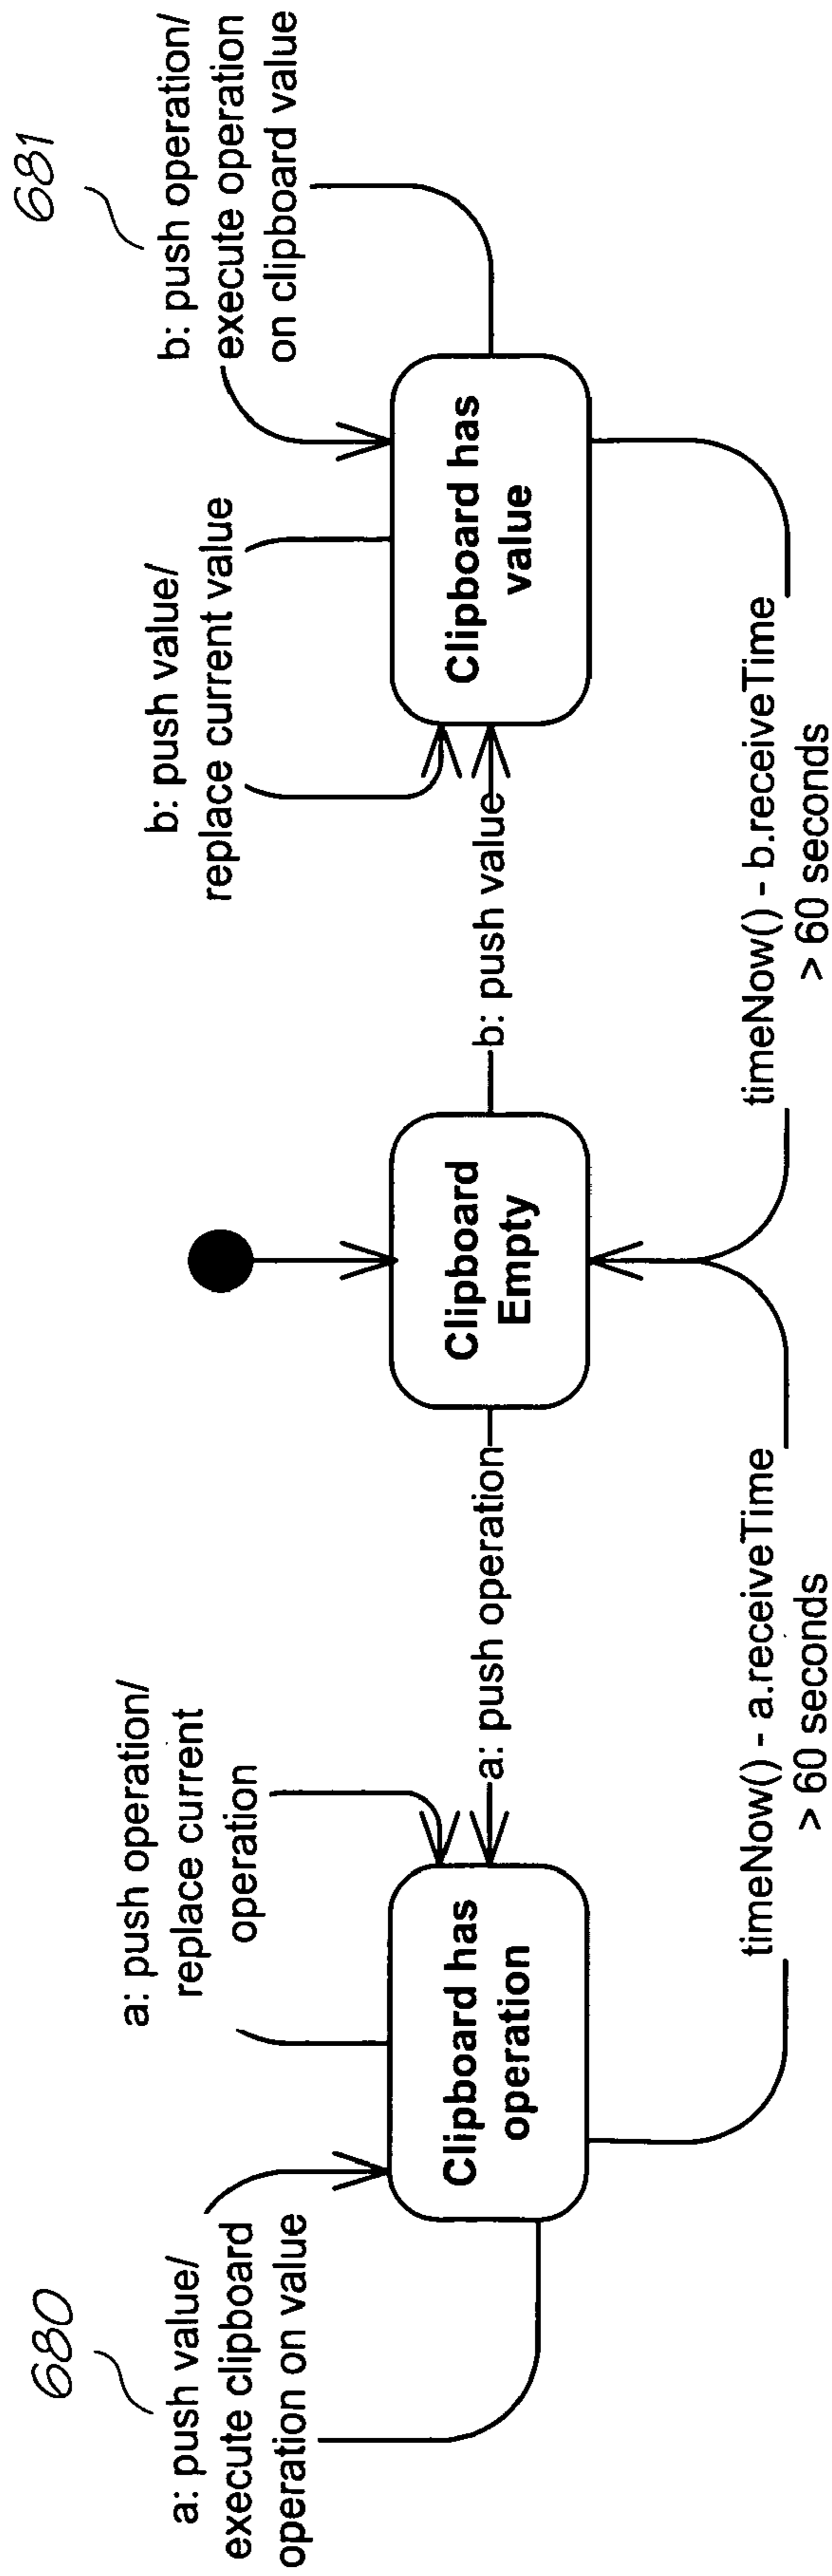 680
a: push value/
execute clipboard
operation on value
a: push operation/
replace current
operation
Clipboard has
operation
a: push operation
timeNow() - a.receiveTime
> 60 seconds
Clipboard
Empty
b: push value
timeNow() - b.receiveTime
> 60 seconds
b: push value/
replace current value
Clipboard has
value
681
b: push operation/
execute operation
on clipboard value